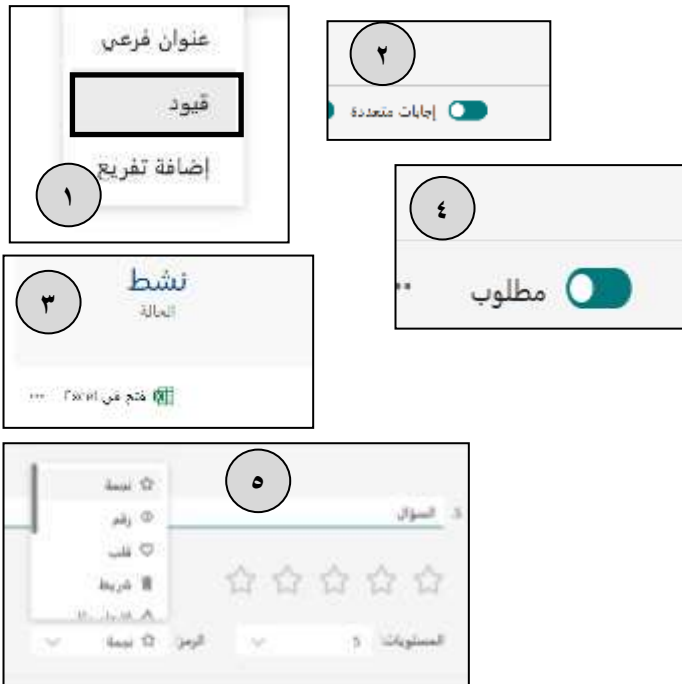 عنوان فرعي
قيود
إضافة تفريع
١
٢
إجابات متعددة
٤
مطلوب
٣
نشط
الحالة
فتح في Excel ...
٥
نجمة
رقم
قلب
شريط
3. السؤال
المستويات: 5
الرمز: نجمة